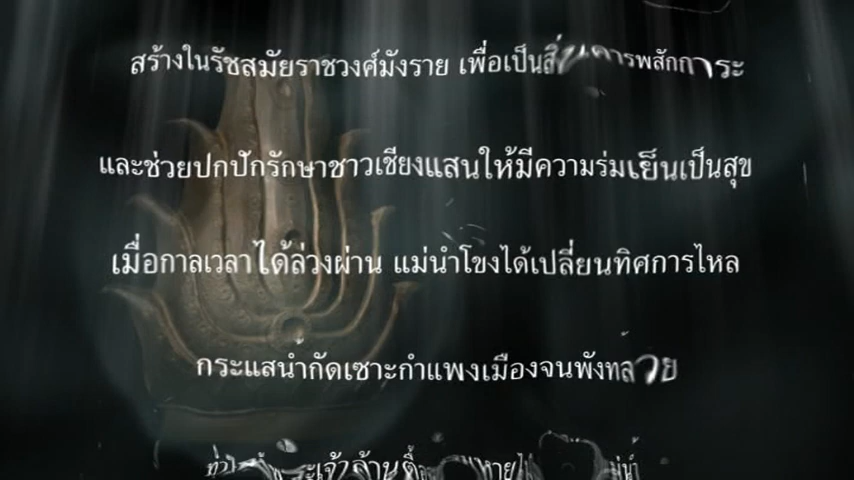 สร้างในรัชสมัยราชวงศ์มังราย เพื่อเป็น
และช่วยปกปักรักษาชาวเชียงแสนให้มีความร่มเย็นเป็นสุข
เมื่อกาลเวลาได้ล่วงผ่าน แม่น้ำโขงได้เปลี่ยนทิศการไหล
กระแสน้ำกัดเซาะกำแพงเมืองจนพังทลาย